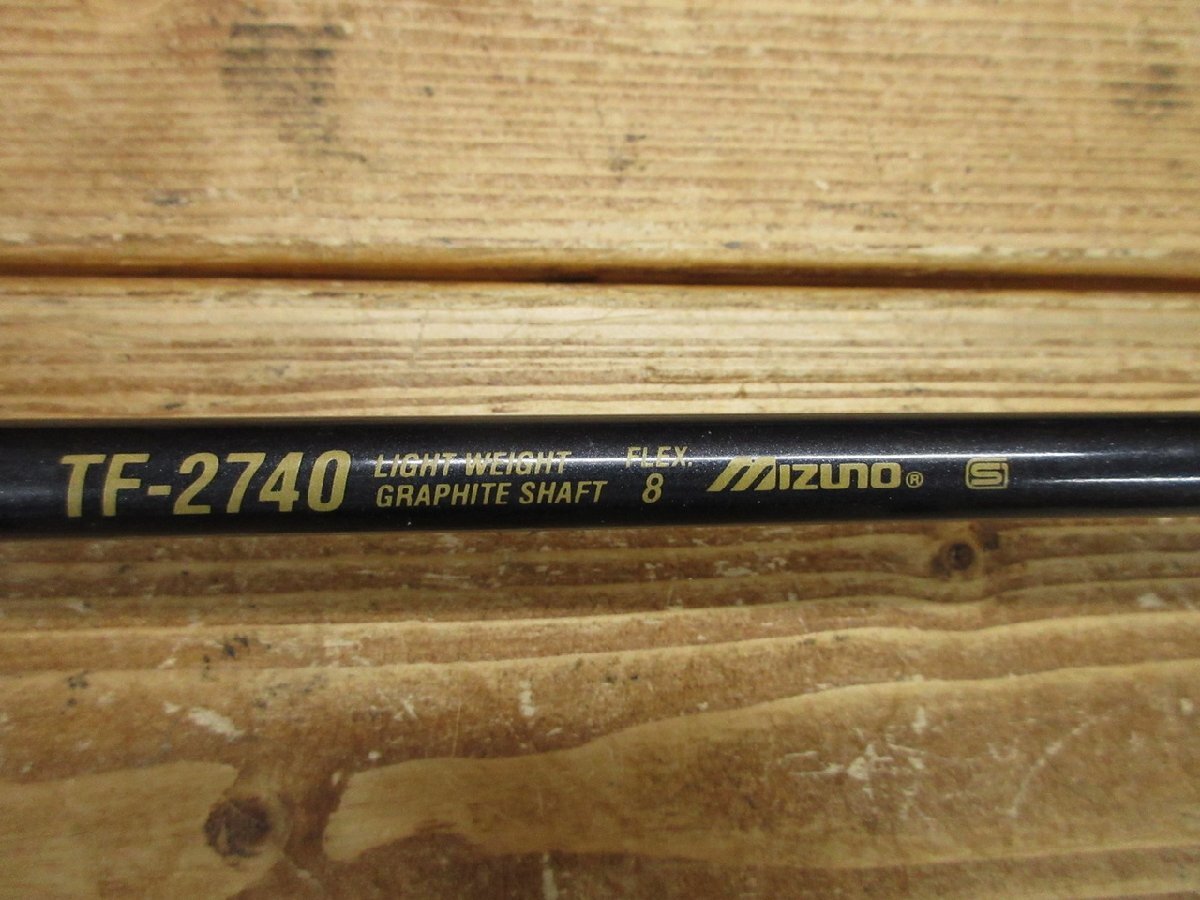 TF-2740 LIGHT WEIGHT FLEX. MIZUNO® S
GRAPHITE SHAFT 8